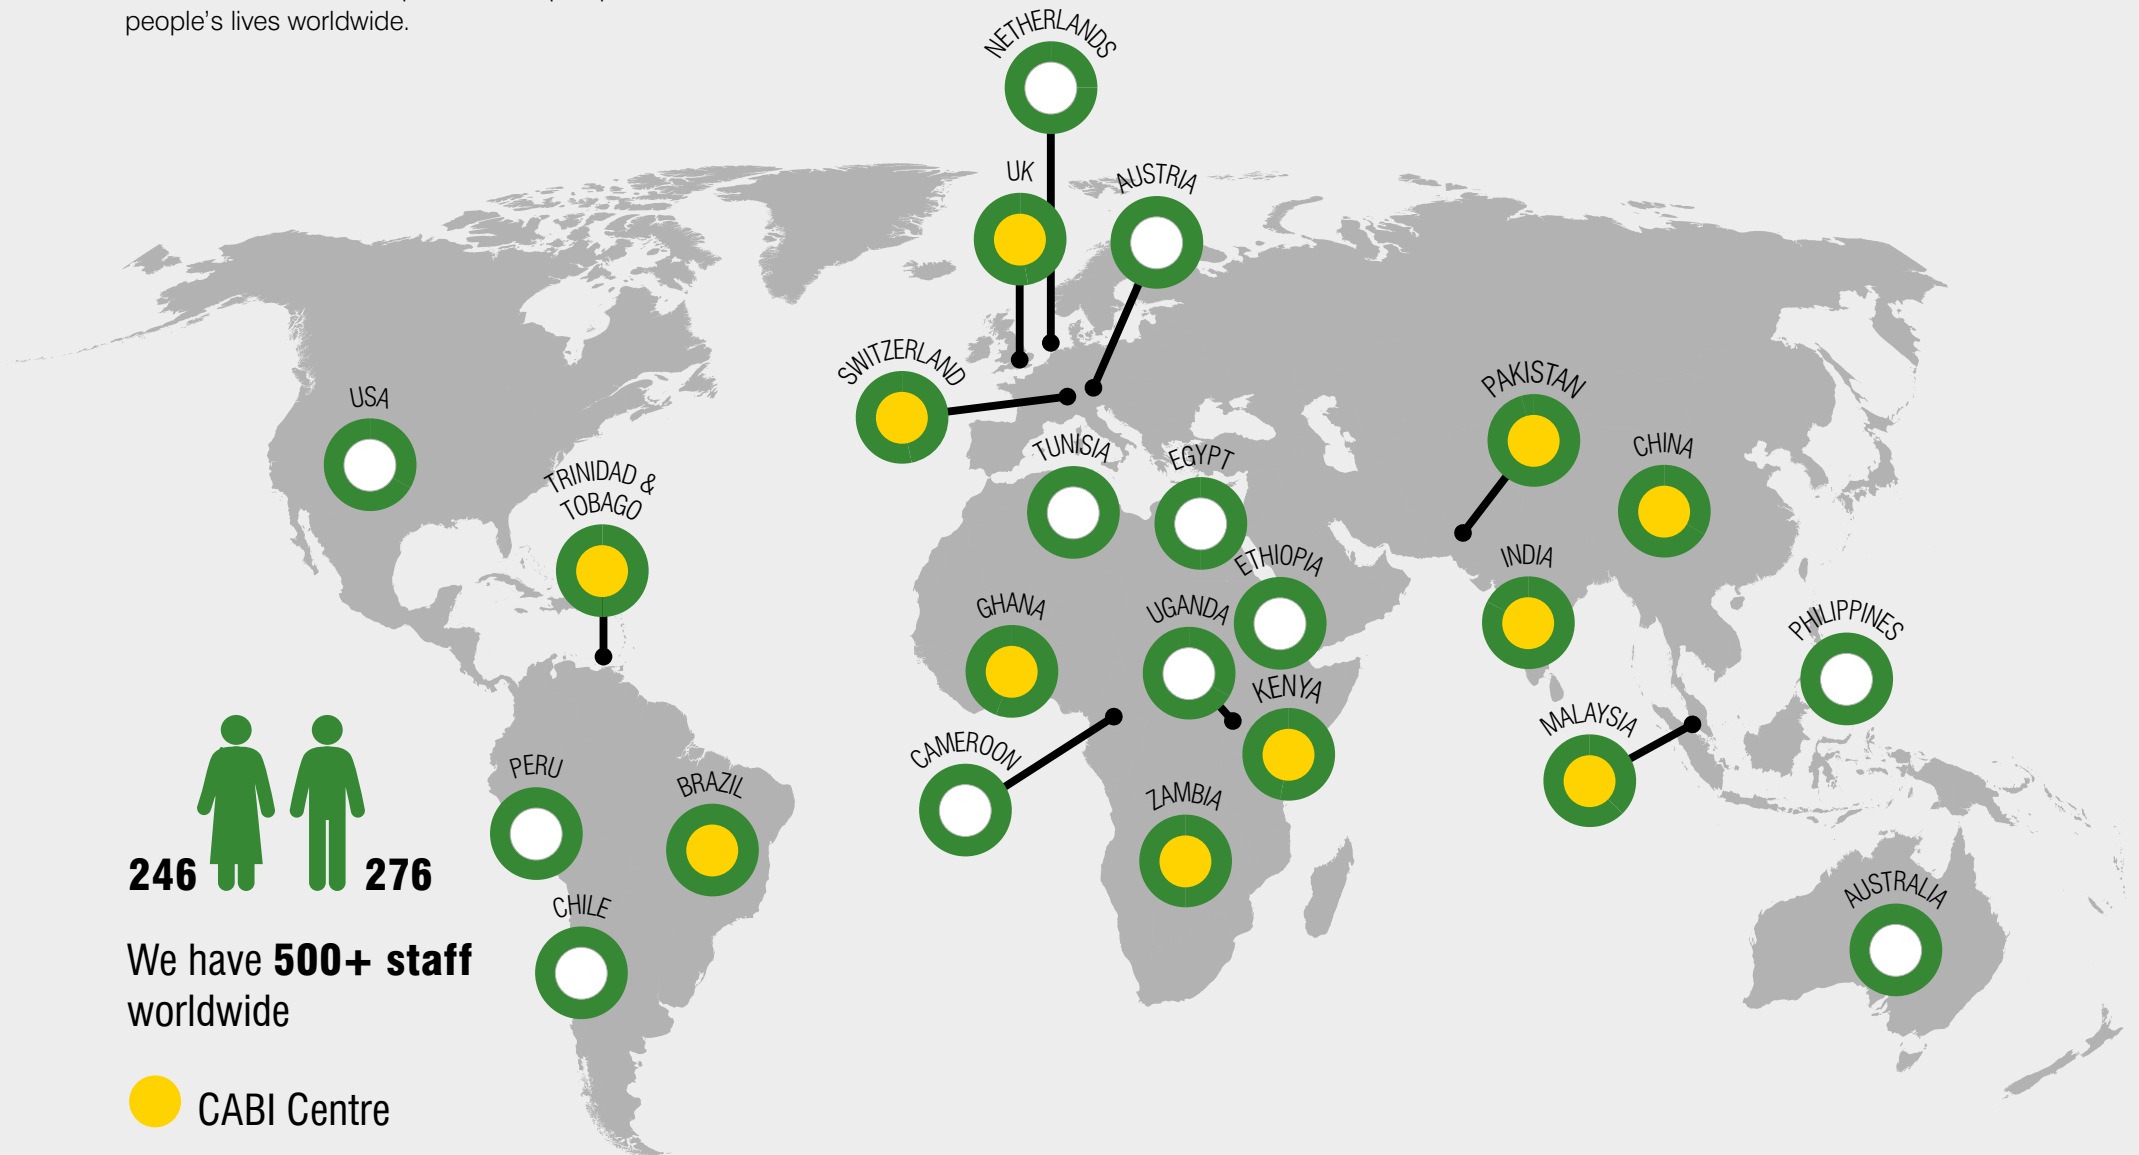 people's lives worldwide.
NETHERLANDS
UK
AUSTRIA
SWITZERLAND
USA
TRINIDAD &
TOBAGO
TUNISIA
EGYPT
PAKISTAN
CHINA
ETHIOPIA
INDIA
GHANA
UGANDA
PHILIPPINES
KENYA
CAMEROON
MALAYSIA
PERU
BRAZIL
ZAMBIA
246
276
CHILE
AUSTRALIA
We have 500+ staff
worldwide
CABI Centre